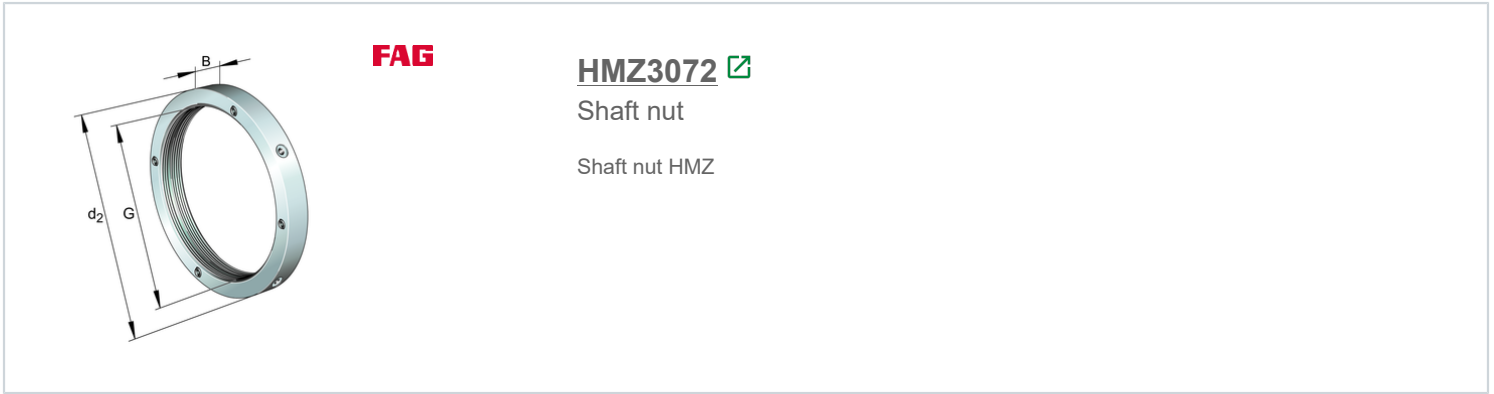 B
FAG
HMZ3072
Shaft nut
Shaft nut HMZ
d2
G